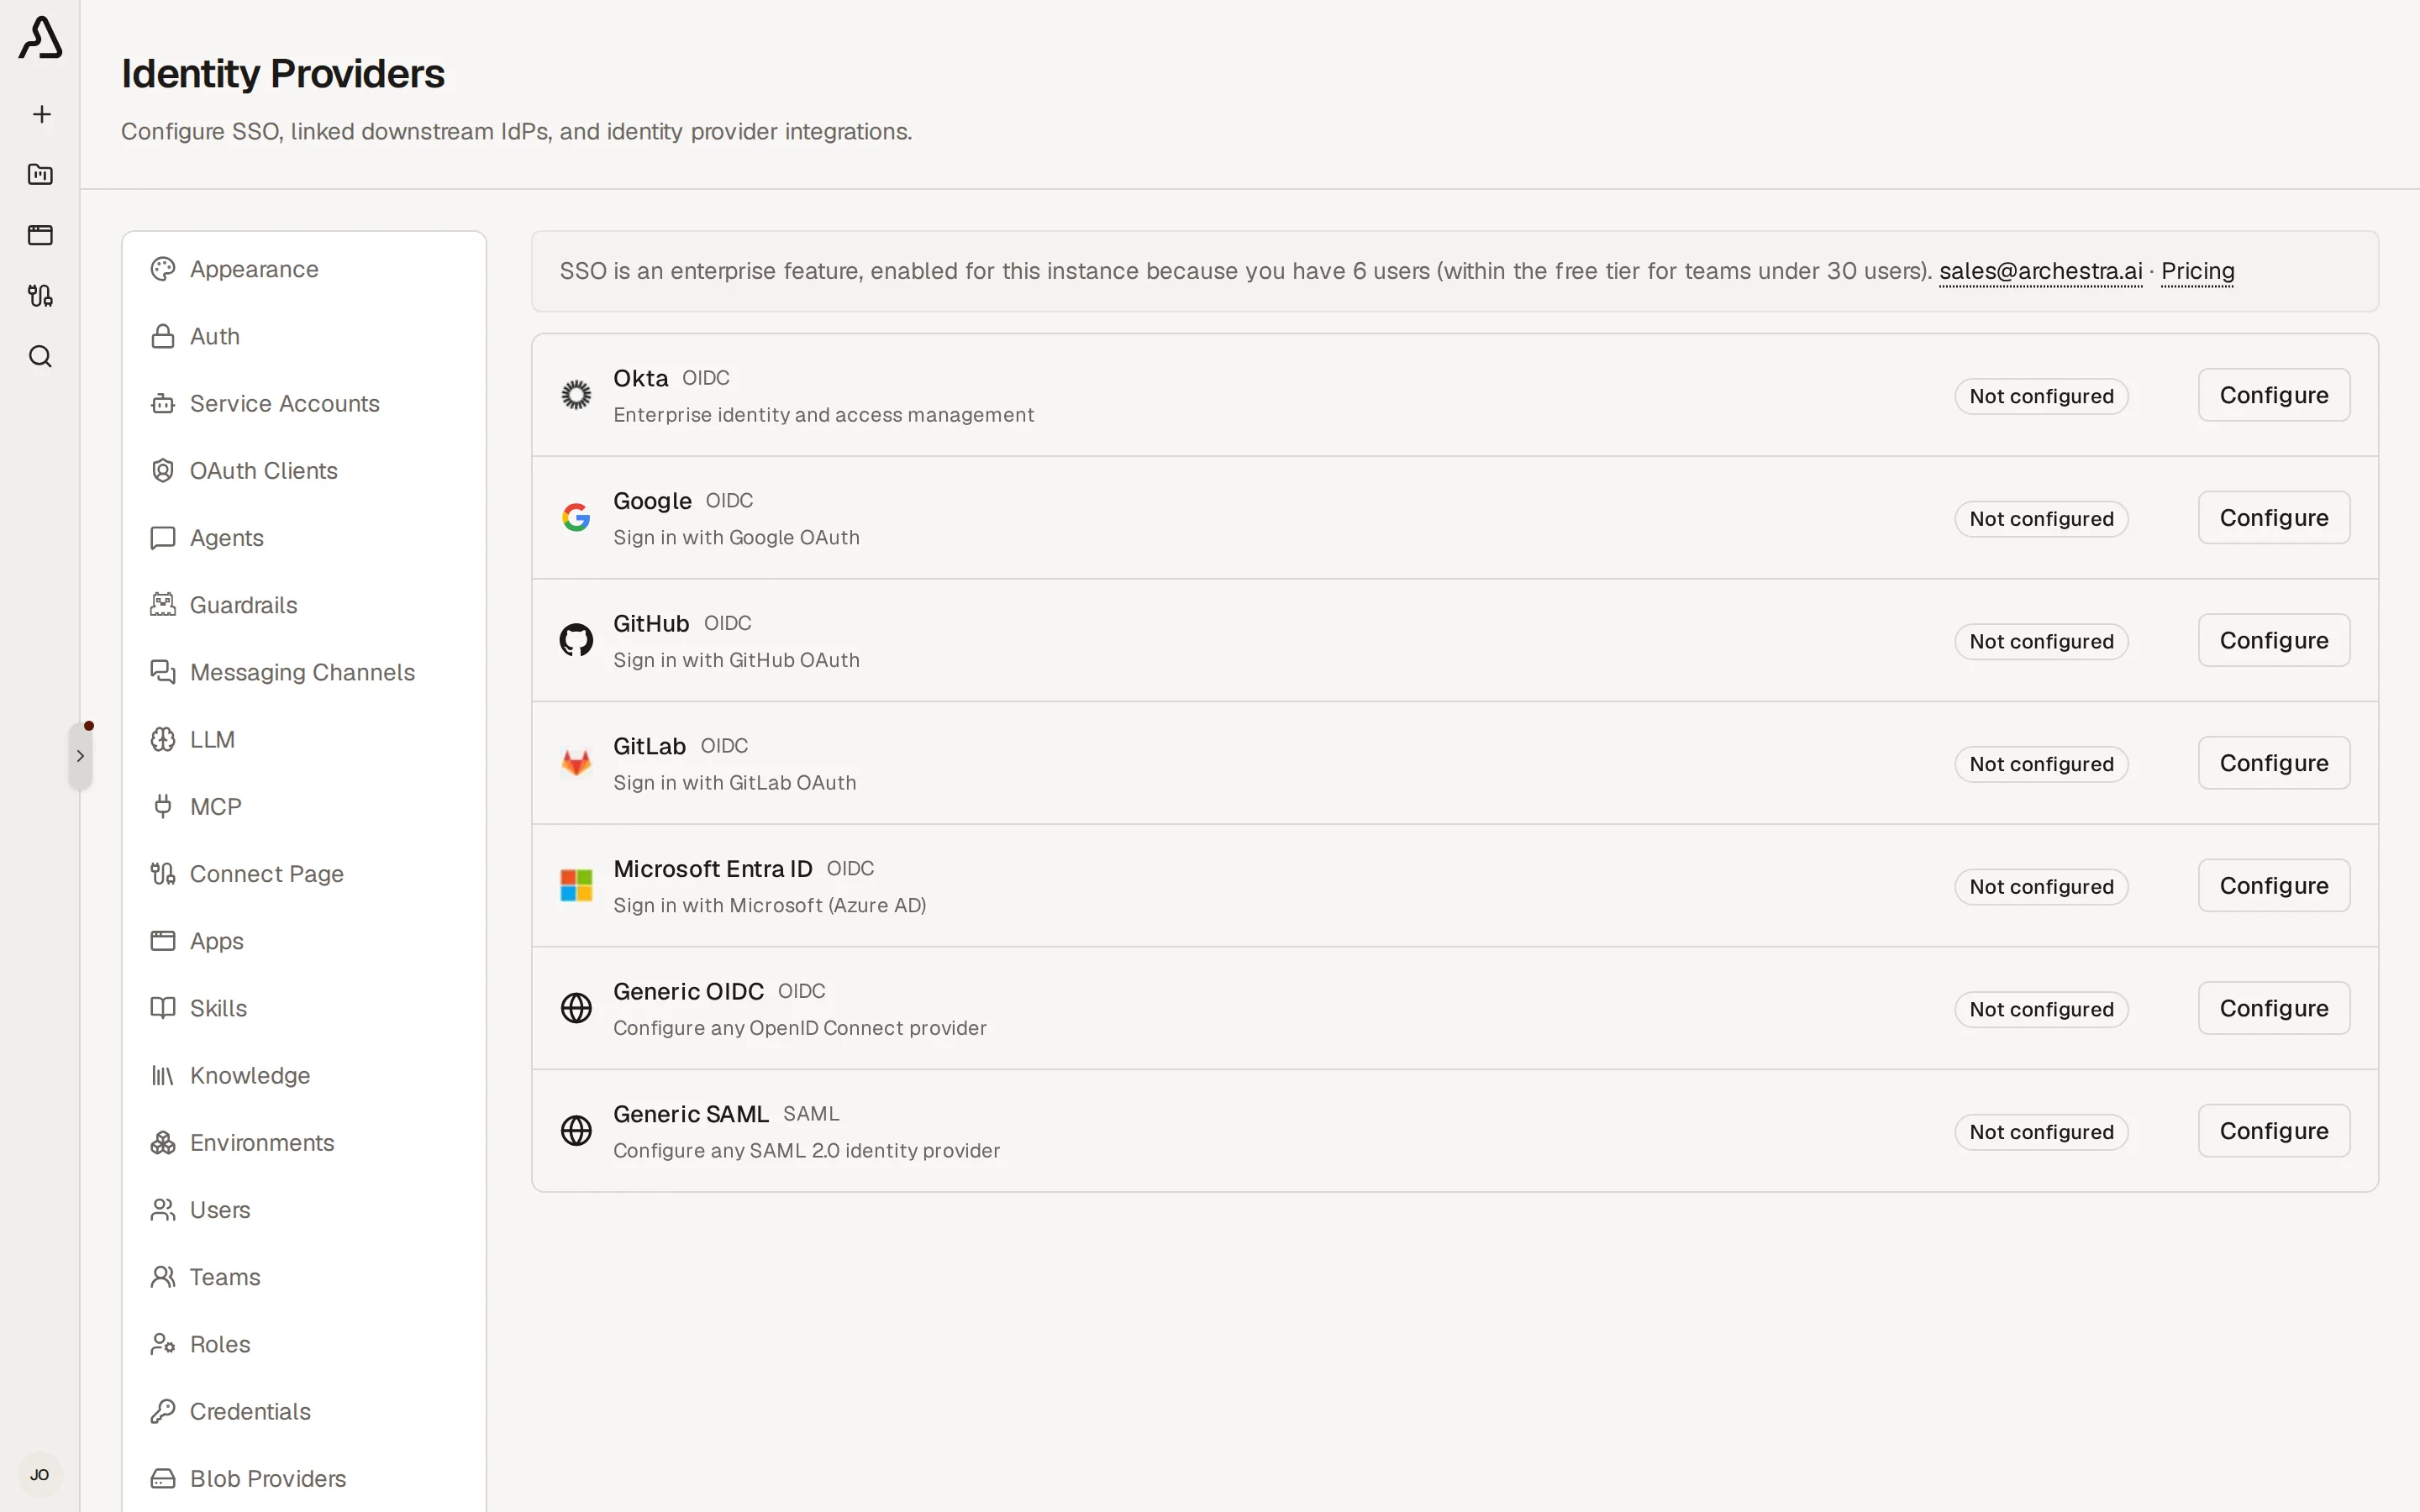 Identity Providers
Configure SSO, linked downstream IdPs, and identity provider integrations.
Appearance
Auth
Service Accounts
OAuth Clients
Agents
Guardrails
Messaging Channels
LLM
MCP
Connect Page
Apps
Skills
Knowledge
Environments
Users
Teams
Roles
Credentials
Blob Providers
JO
SSO is an enterprise feature, enabled for this instance because you have 6 users (within the free tier for teams under 30 users). sales@archestra.ai · Pricing
Okta OIDC
Enterprise identity and access management
Not configured
Configure
Google OIDC
Sign in with Google OAuth
Not configured
Configure
GitHub OIDC
Sign in with GitHub OAuth
Not configured
Configure
GitLab OIDC
Sign in with GitLab OAuth
Not configured
Configure
Microsoft Entra ID OIDC
Sign in with Microsoft (Azure AD)
Not configured
Configure
Generic OIDC OIDC
Configure any OpenID Connect provider
Not configured
Configure
Generic SAML SAML
Configure any SAML 2.0 identity provider
Not configured
Configure